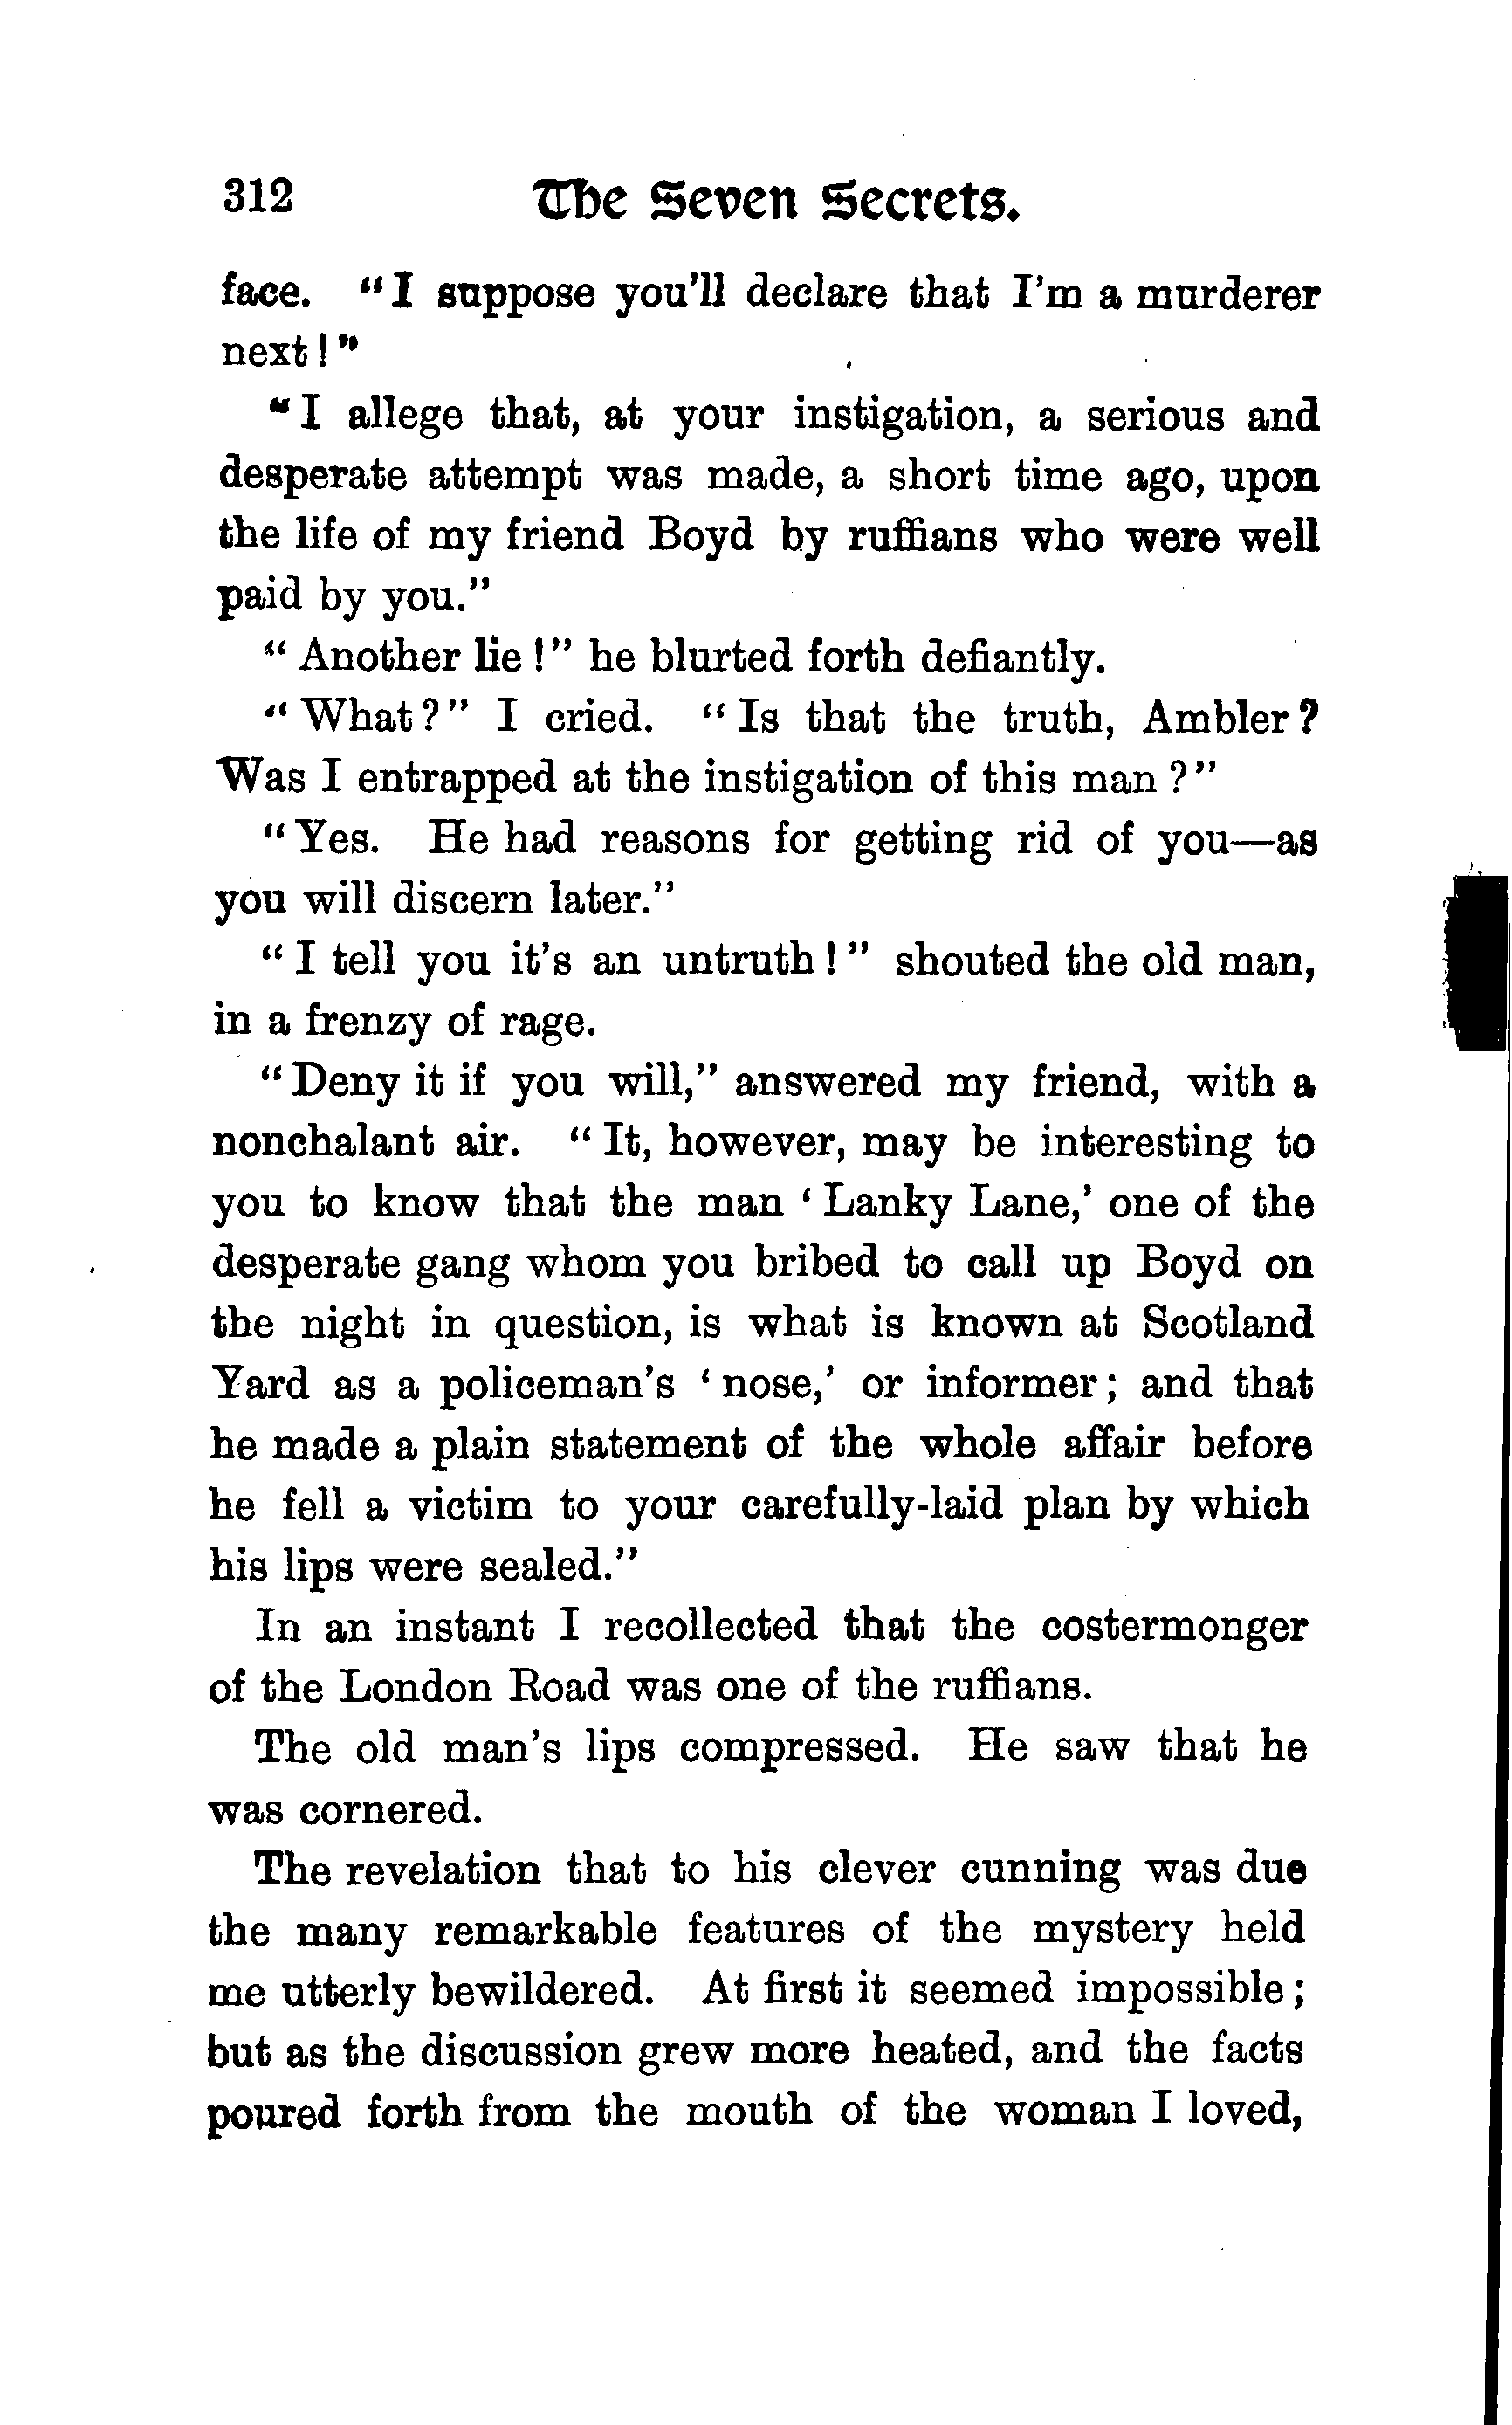 312 The Seven Secrets.
face. "I suppose you'll declare that I'm a murderer
next!"
"I allege that, at your instigation, a serious and
desperate attempt was made, a short time ago, upon
the life of my friend Boyd by ruffians who were well
paid by you."
"Another lie!" he blurted forth defiantly.
"What?" I cried. "Is that the truth, Ambler?
Was I entrapped at the instigation of this man?"
"Yes. He had reasons for getting rid of you—as
you will discern later."
"I tell you it's an untruth!" shouted the old man,
in a frenzy of rage.
"Deny it if you will," answered my friend, with a
nonchalant air. "It, however, may be interesting to
you to know that the man 'Lanky Lane,' one of the
desperate gang whom you bribed to call up Boyd on
the night in question, is what is known at Scotland
Yard as a policeman's 'nose,' or informer; and that
he made a plain statement of the whole affair before
he fell a victim to your carefully-laid plan by which
his lips were sealed."
In an instant I recollected that the costermonger
of the London Road was one of the ruffians.
The old man's lips compressed. He saw that he
was cornered.
The revelation that to his clever cunning was due
the many remarkable features of the mystery held
me utterly bewildered. At first it seemed impossible;
but as the discussion grew more heated, and the facts
poured forth from the mouth of the woman I loved,